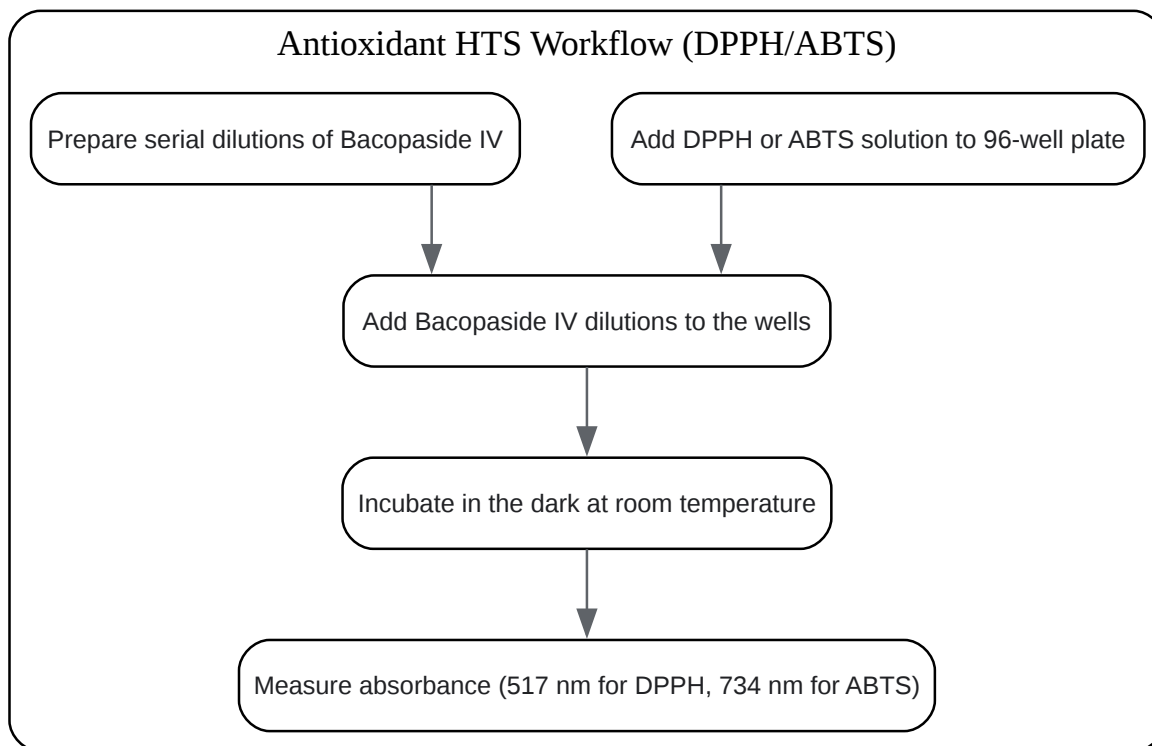 Antioxidant HTS Workflow (DPPH/ABTS)
Prepare serial dilutions of Bacopaside IV
Add DPPH or ABTS solution to 96-well plate
Add Bacopaside IV dilutions to the wells
Incubate in the dark at room temperature
Measure absorbance (517 nm for DPPH, 734 nm for ABTS)